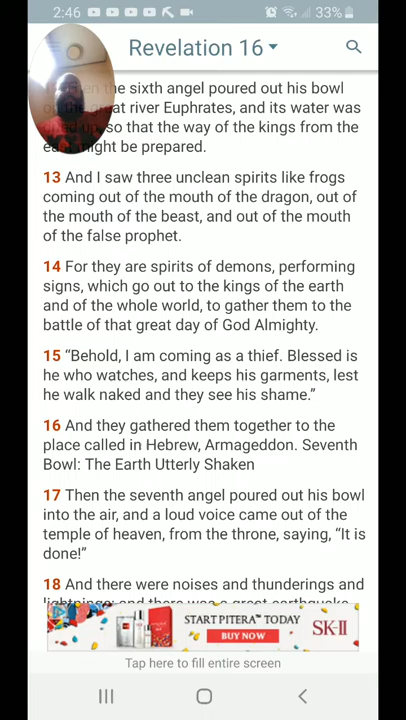 2:46
33%
Revelation 16
the sixth angel poured out his bowl
great river Euphrates, and its water was
up, so that the way of the kings from the
might be prepared.
13 And I saw three unclean spirits like frogs
coming out of the mouth of the dragon, out of
the mouth of the beast, and out of the mouth
of the false prophet.
14 For they are spirits of demons, performing
signs, which go out to the kings of the earth
and of the whole world, to gather them to the
battle of that great day of God Almighty.
15 “Behold, I am coming as a thief. Blessed is
he who watches, and keeps his garments, lest
he walk naked and they see his shame.”
16 And they gathered them together to the
place called in Hebrew, Armageddon. Seventh
Bowl: The Earth Utterly Shaken
17 Then the seventh angel poured out his bowl
into the air, and a loud voice came out of the
temple of heaven, from the throne, saying, “It is
done!”
18 And there were noises and thunderings and
lightnings; and there was a great earthquake,
START PITERA™ TODAY
BUY NOW
SK-II
Tap here to fill entire screen